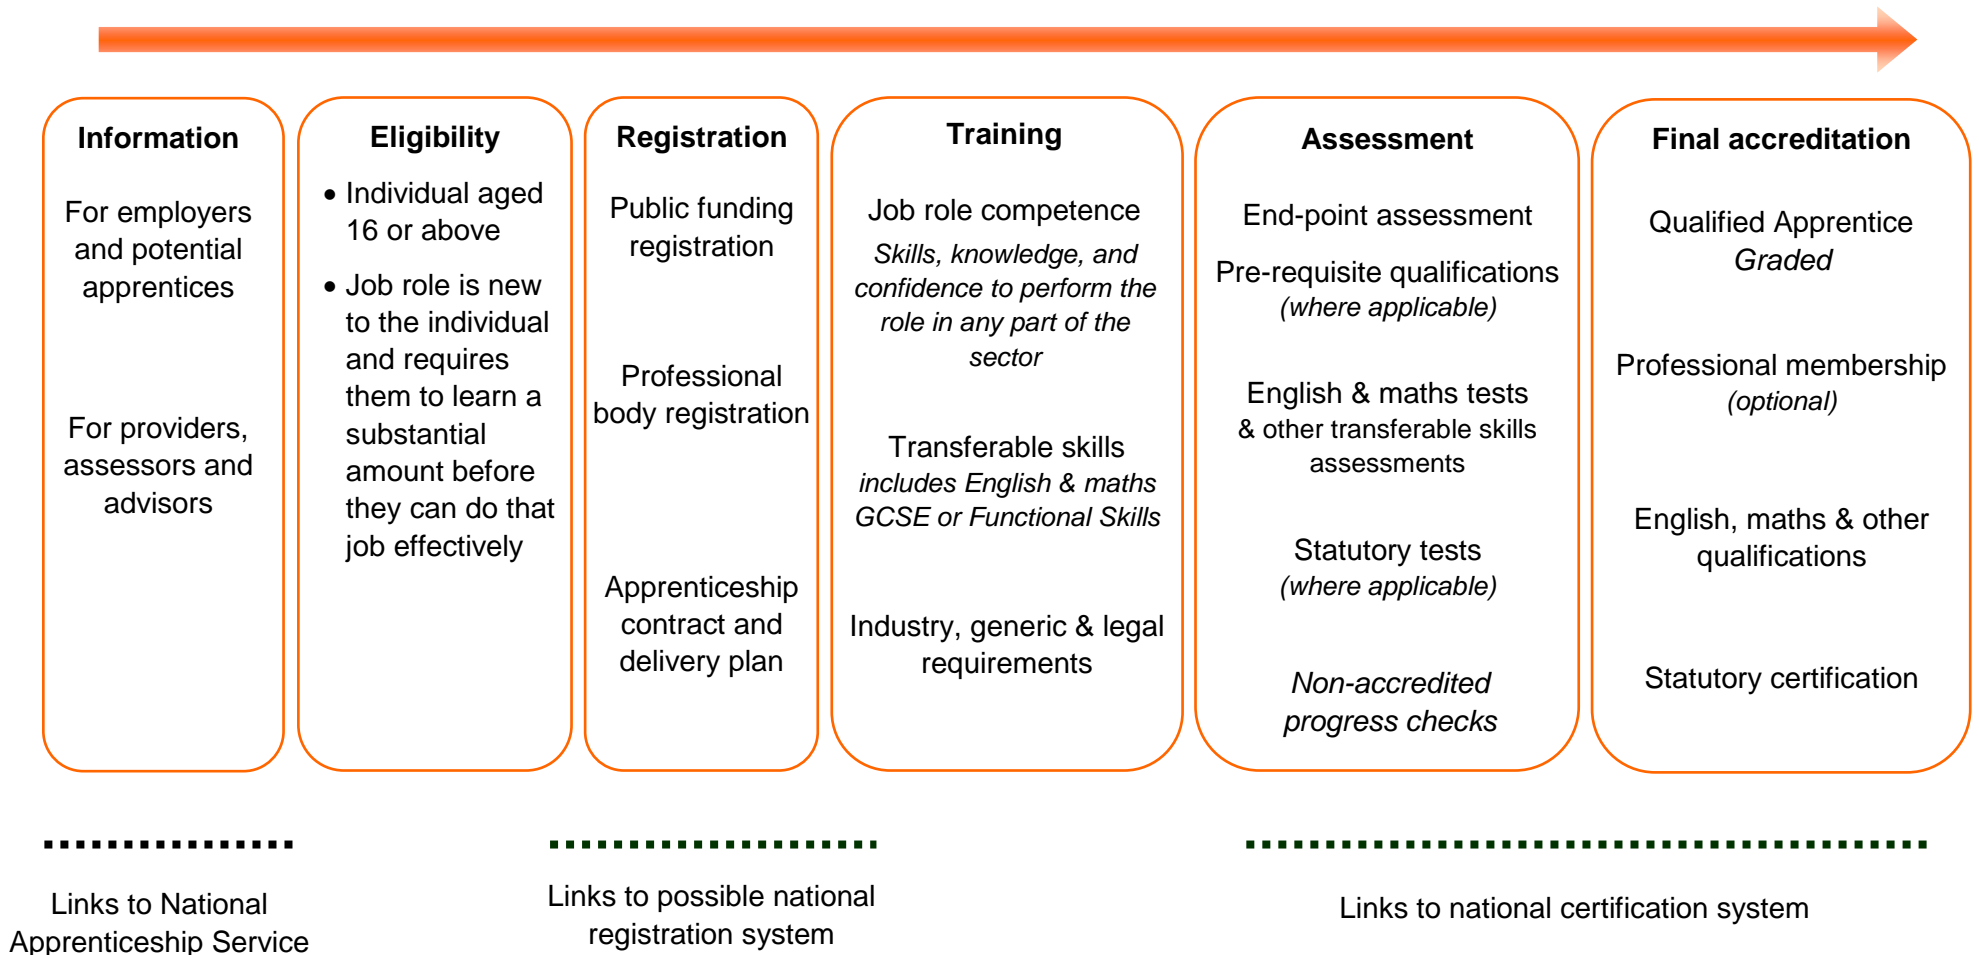 Information
For employers
and potential
apprentices
For providers,
assessors and
advisors
Eligibility
• Individual aged
16 or above
• Job role is new
to the individual
and requires
them to learn a
substantial
amount before
they can do that
job effectively
Registration
Public funding
registration
Professional
body registration
Apprenticeship
contract and
delivery plan
Training
Job role competence
Skills, knowledge, and
confidence to perform the
role in any part of the
sector
Transferable skills
includes English & maths
GCSE or Functional Skills
Industry, generic & legal
requirements
Assessment
End-point assessment
Pre-requisite qualifications
(where applicable)
English & maths tests
& other transferable skills
assessments
Statutory tests
(where applicable)
Non-accredited
progress checks
Final accreditation
Qualified Apprentice
Graded
Professional membership
(optional)
English, maths & other
qualifications
Statutory certification
Links to National
Apprenticeship Service
Links to possible national
registration system
Links to national certification system